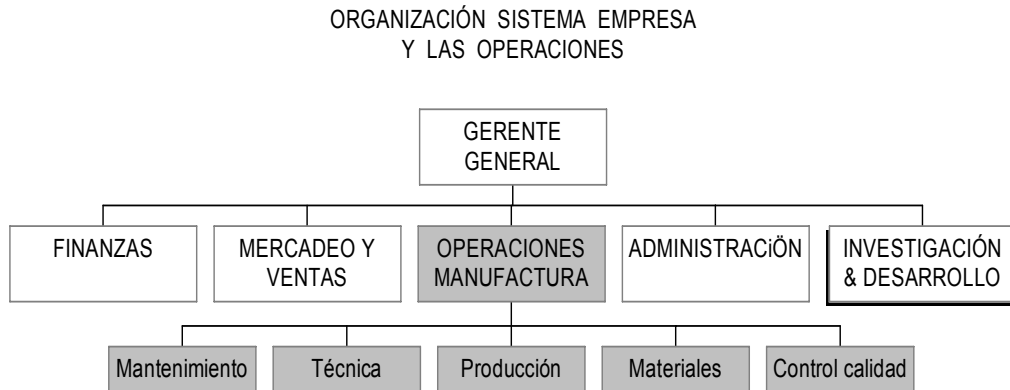 ORGANIZACIÓN SISTEMA EMPRESA
Y LAS OPERACIONES
GERENTE
GENERAL
FINANZAS
MERCADEO Y
VENTAS
OPERACIONES
MANUFACTURA
ADMINISTRACiÖN
INVESTIGACIÓN
& DESARROLLO
Mantenimiento
Técnica
Producción
Materiales
Control calidad